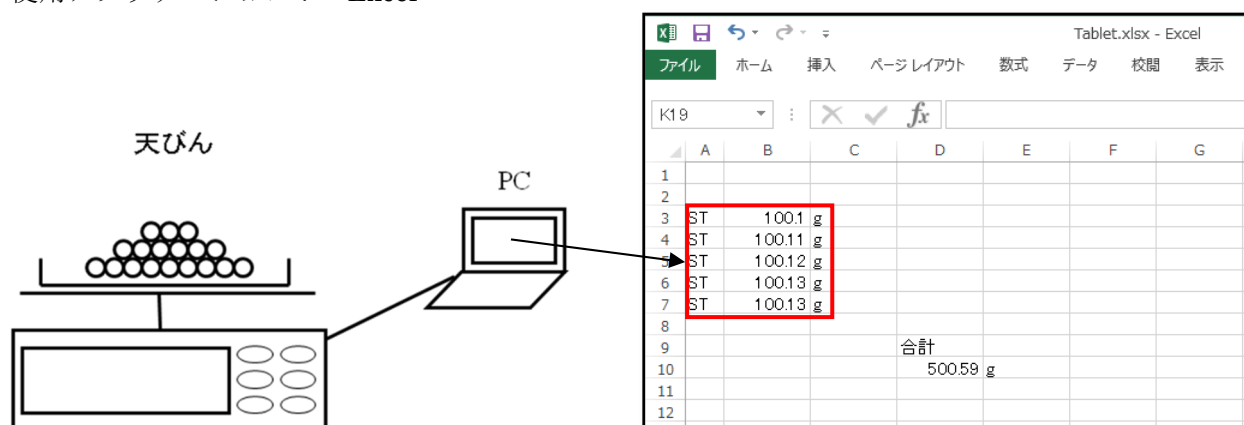 Tablet.xlsx - Excel
ファイル ホーム 挿入 ページ レイアウト 数式 データ 校閲 表示
K19 fx
天びん
PC
A B C D E F G
1
2
3 ST 100.1 g
4 ST 100.11 g
5 ST 100.12 g
6 ST 100.13 g
7 ST 100.13 g
8
9 合計
10 500.59 g
11
12